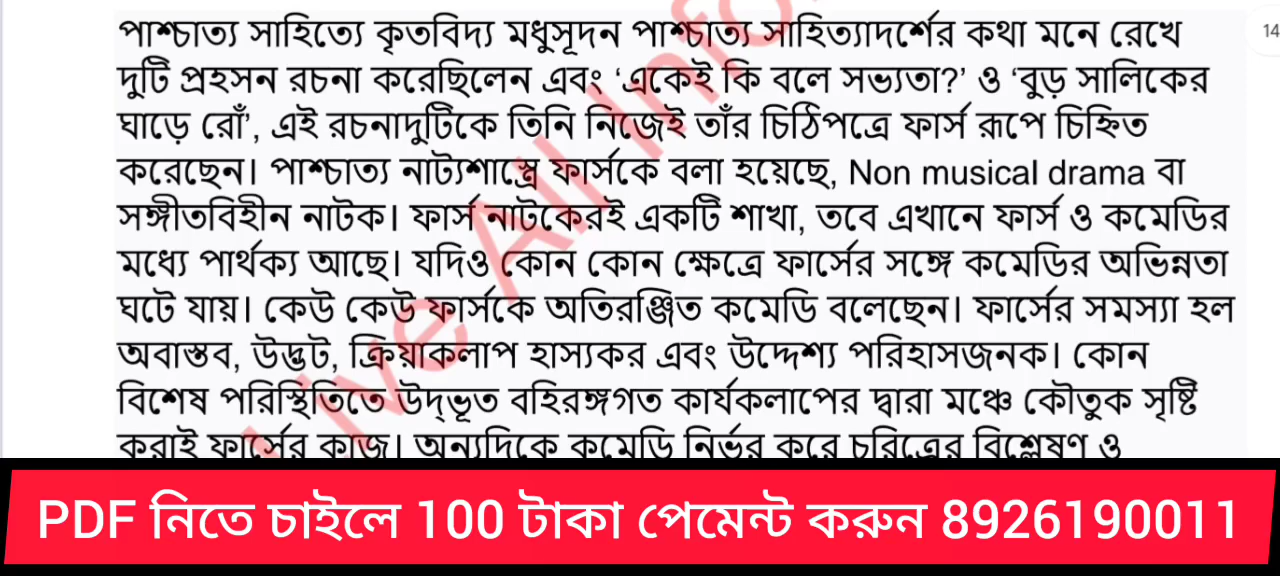 পাশ্চাত্য সাহিত্যে কৃতবিদ্য মধুসূদন পাশ্চাত্য সাহিত্যাদর্শের কথা মনে রেখে
14
দুটি প্রহসন রচনা করেছিলেন এবং ‘একেই কি বলে সভ্যতা?’ ও ‘বুড় সালিকের
ঘাড়ে রোঁ’, এই রচনাদুটিকে তিনি নিজেই তাঁর চিঠিপত্রে ফার্স রূপে চিহ্নিত
করেছেন। পাশ্চাত্য নাট্যশাস্ত্রে ফার্সকে বলা হয়েছে, Non musical drama বা
সঙ্গীতবিহীন নাটক। ফার্স নাটকেরই একটি শাখা, তবে এখানে ফার্স ও কমেডির
মধ্যে পার্থক্য আছে। যদিও কোন কোন ক্ষেত্রে ফার্সের সঙ্গে কমেডির অভিন্নতা
ঘটে যায়। কেউ কেউ ফার্সকে অতিরঞ্জিত কমেডি বলেছেন। ফার্সের সমস্যা হল
অবাস্তব, উদ্ভট, ক্রিয়াকলাপ হাস্যকর এবং উদ্দেশ্য পরিহাসজনক। কোন
বিশেষ পরিস্থিতিতে উদ্‌ভূত বহিরঙ্গগত কার্যকলাপের দ্বারা মঞ্চে কৌতুক সৃষ্টি
করাই ফার্সের কাজ। অন্যদিকে কমেডি নির্ভর করে চরিত্রের বিশ্লেষণ ও
Live All Info
PDF নিতে চাইলে 100 টাকা পেমেন্ট করুন 8926190011